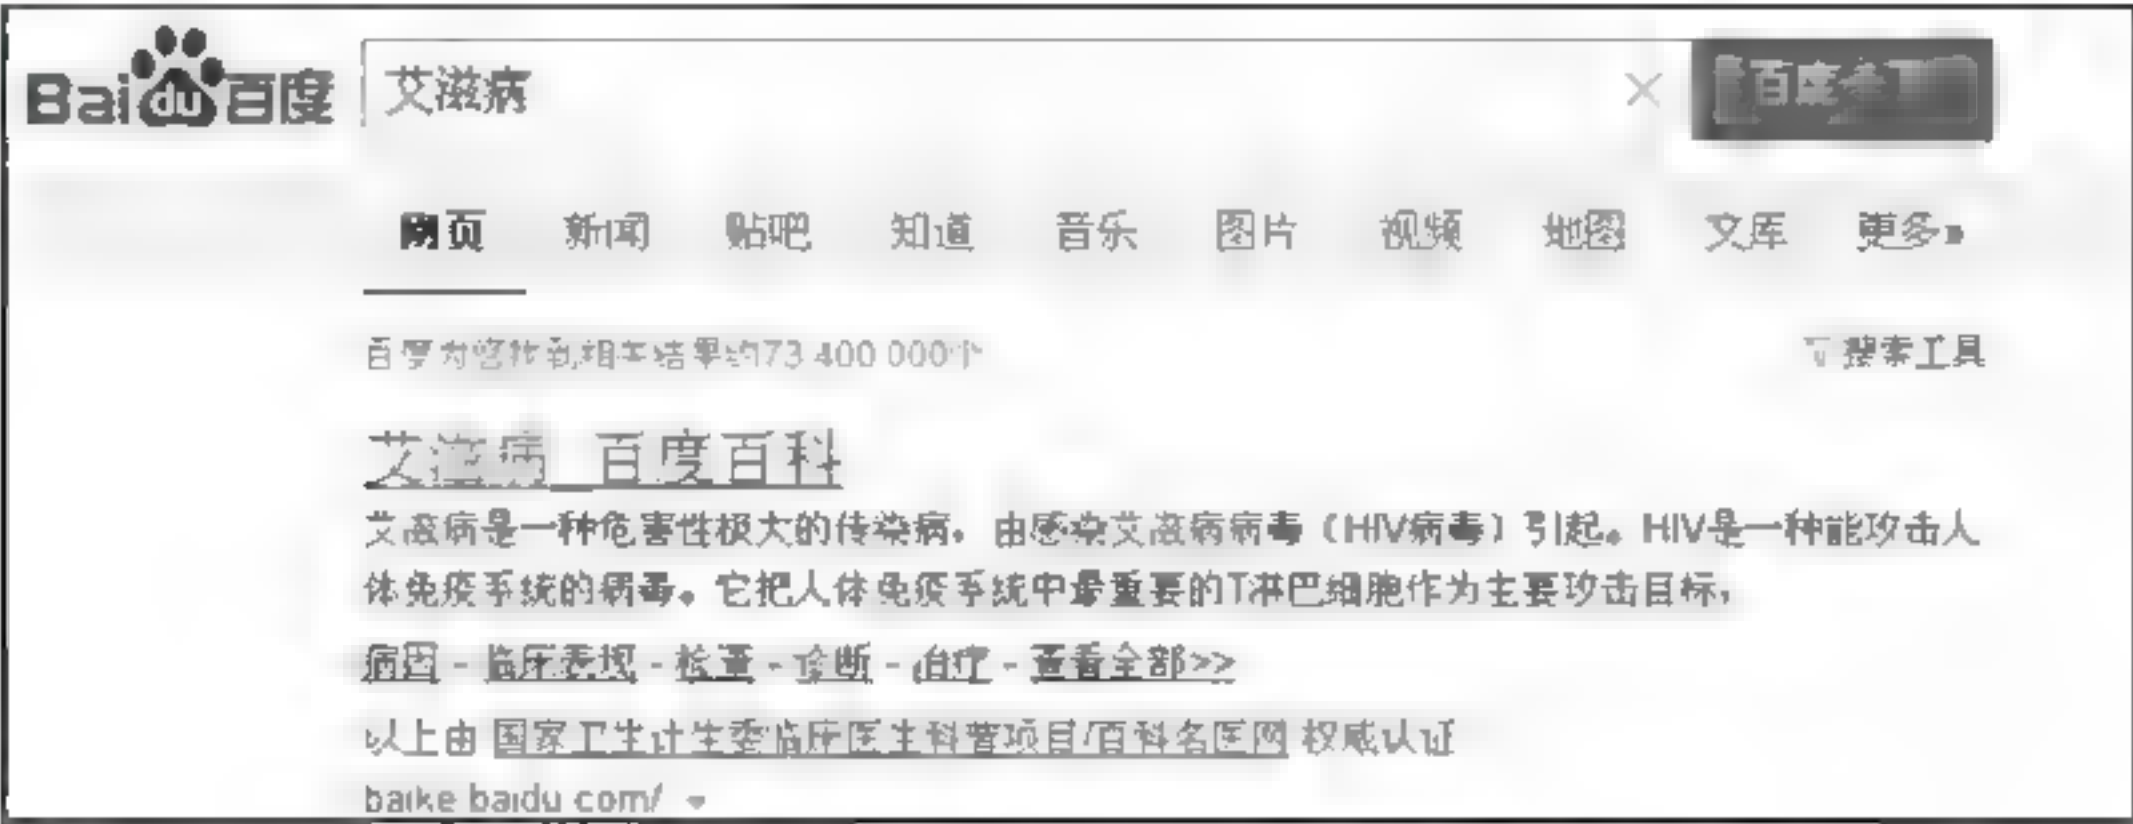 Bai du 百度 艾滋病 × 百度一下
网页 新闻 贴吧 知道 音乐 图片 视频 地图 文库 更多»
百度为您找到相关结果约73,400,000个 搜索工具
艾滋病_百度百科
艾滋病是一种危害性极大的传染病，由感染艾滋病病毒（HIV病毒）引起。HIV是一种能攻击人
体免疫系统的病毒。它把人体免疫系统中最重要的T淋巴细胞作为主要攻击目标，
病因 - 临床表现 - 检查 - 诊断 - 治疗 - 查看全部>>
以上由 国家卫生计生委临床医生科普项目/百科名医网 权威认证
baike.baidu.com/